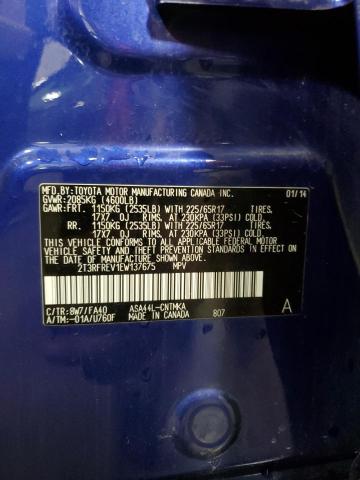 MFD.BY:TOYOTA MOTOR MANUFACTURING CANADA INC. 01/14
GVWR:2085KG (4600LB)
GAWR:FRT. 1150KG (2535LB) WITH 225/65R17 TIRES,
17X7.0J RIMS, AT 230KPA (33PSI) COLD
RR. 1150KG (2535LB) WITH 225/65R17 TIRES,
17X7.0J RIMS, AT 230KPA (33PSI) COLD
THIS VEHICLE CONFORMS TO ALL APPLICABLE FEDERAL MOTOR
VEHICLE SAFETY AND BUMPER STANDARDS IN EFFECT ON THE
DATE OF MANUFACTURE SHOWN ABOVE.
2T3RFREV1EW137675 MPV
C/TR:8W7/FA40 ASA44L-CNTMKA A
A/TM:-01A/U760F MADE IN CANADA 807